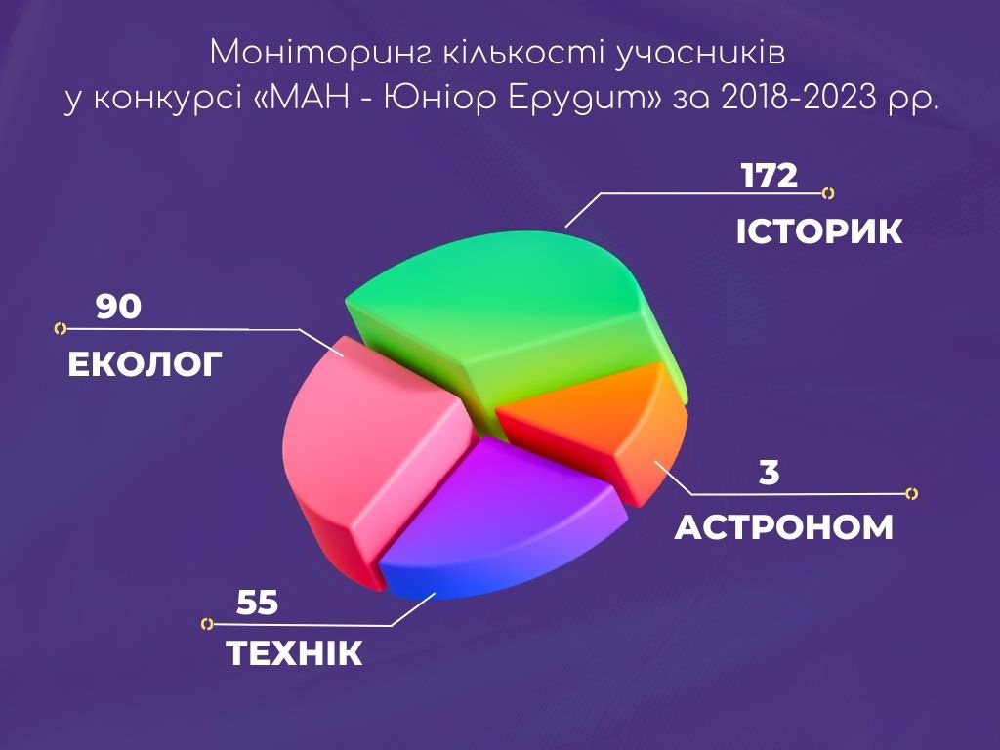 Моніторинг кількості учасників
у конкурсі «МАН - Юніор Ерудит» за 2018-2023 рр.
172
ІСТОРИК
90
ЕКОЛОГ
3
АСТРОНОМ
55
ТЕХНІК